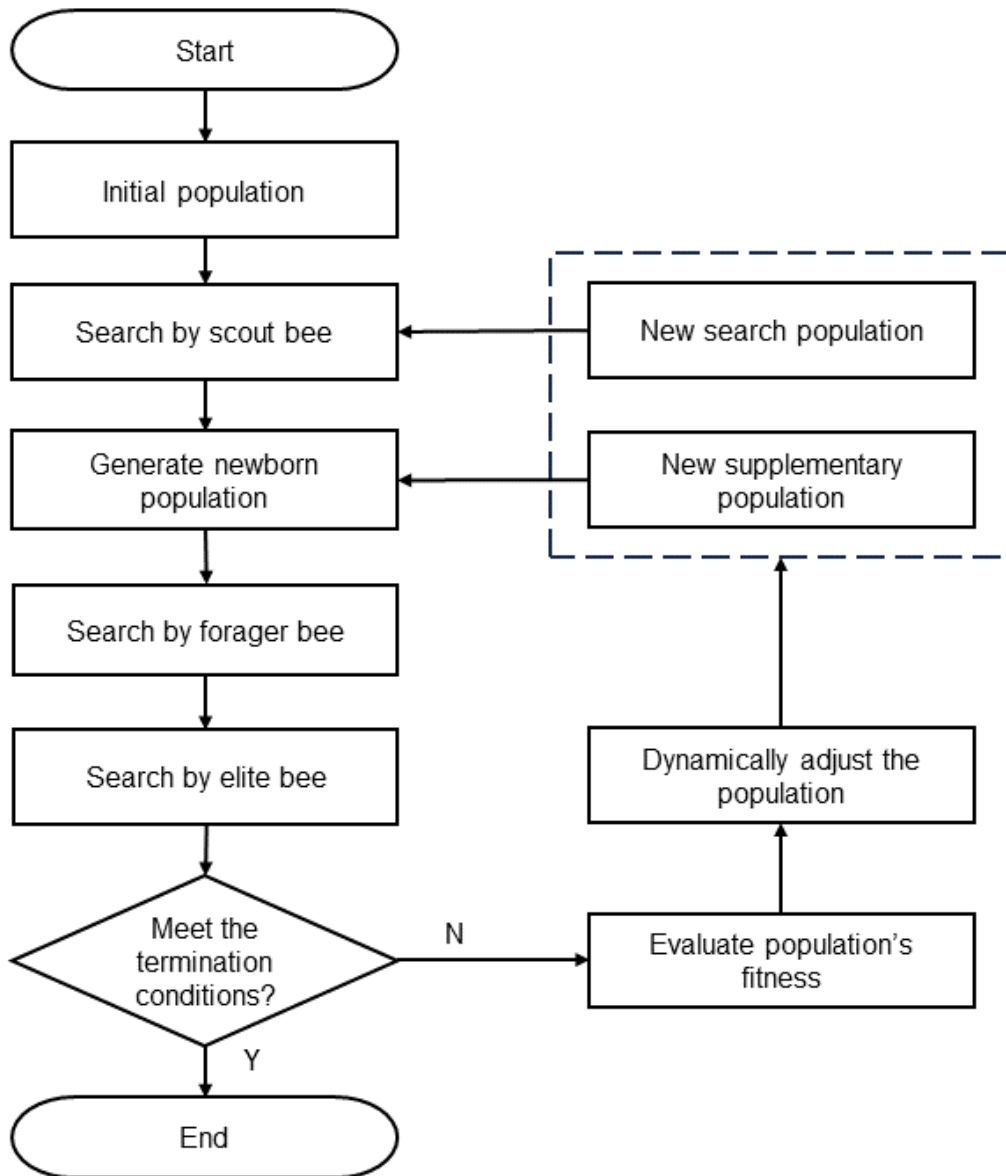 Start
Initial population
Search by scout bee
New search population
Generate newborn
population
New supplementary
population
Search by forager bee
Search by elite bee
Dynamically adjust the
population
Meet the
termination
conditions?
N
Evaluate population’s
fitness
Y
End